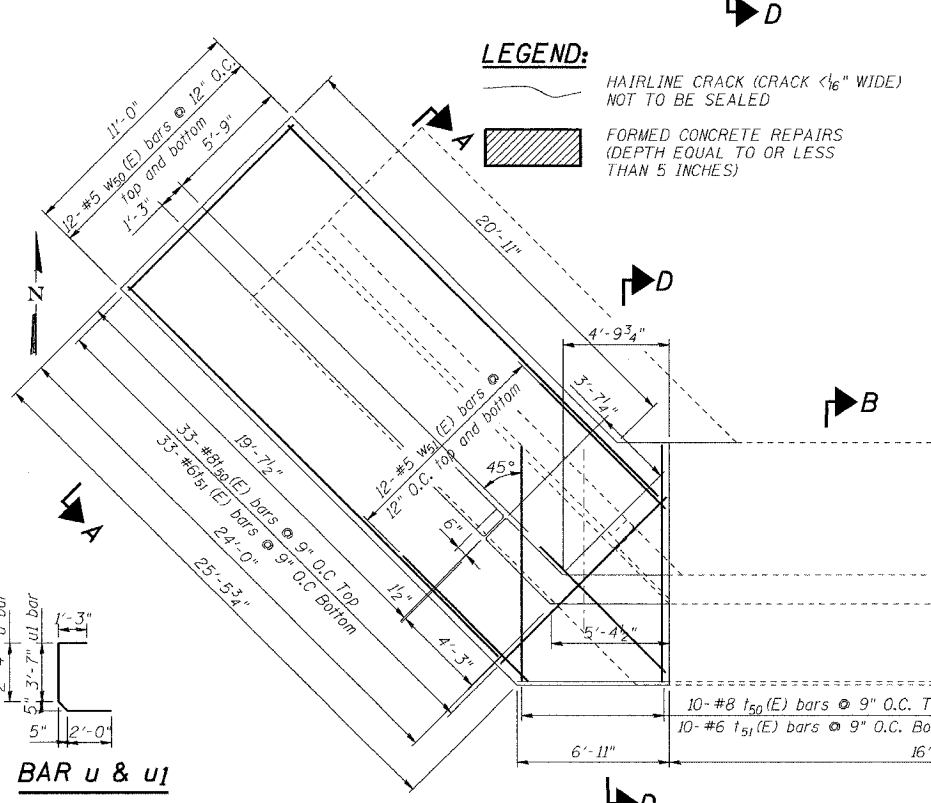 D
LEGEND:
HAIRLINE CRACK (CRACK <1/16" WIDE)
NOT TO BE SEALED
FORMED CONCRETE REPAIRS
(DEPTH EQUAL TO OR LESS
THAN 5 INCHES)
11'-0"
12-#5 w50(E) bars @ 12" O.C.
top and bottom
5'-9"
1'-3"
A
20'-11"
N
D
4'-9 3/4"
3'-7 1/4"
B
12-#5 w51(E) bars @
12" O.C. top and bottom
45°
6"
19'-7 1/2"
33-#8 t50(E) bars @ 9" O.C Top
33-#6 t51(E) bars @ 9" O.C Bottom
24'-0"
25'-5 3/4"
1 1/2"
4'-3"
A
5'-4 1/2"
10-#8 t50(E) bars @ 9" O.C. T
10-#6 t51(E) bars @ 9" O.C. Bo
6'-11"
16'
1'-3"
u bar
3'-7" u1 bar
5"
5"
2'-0"
BAR u & u1
D